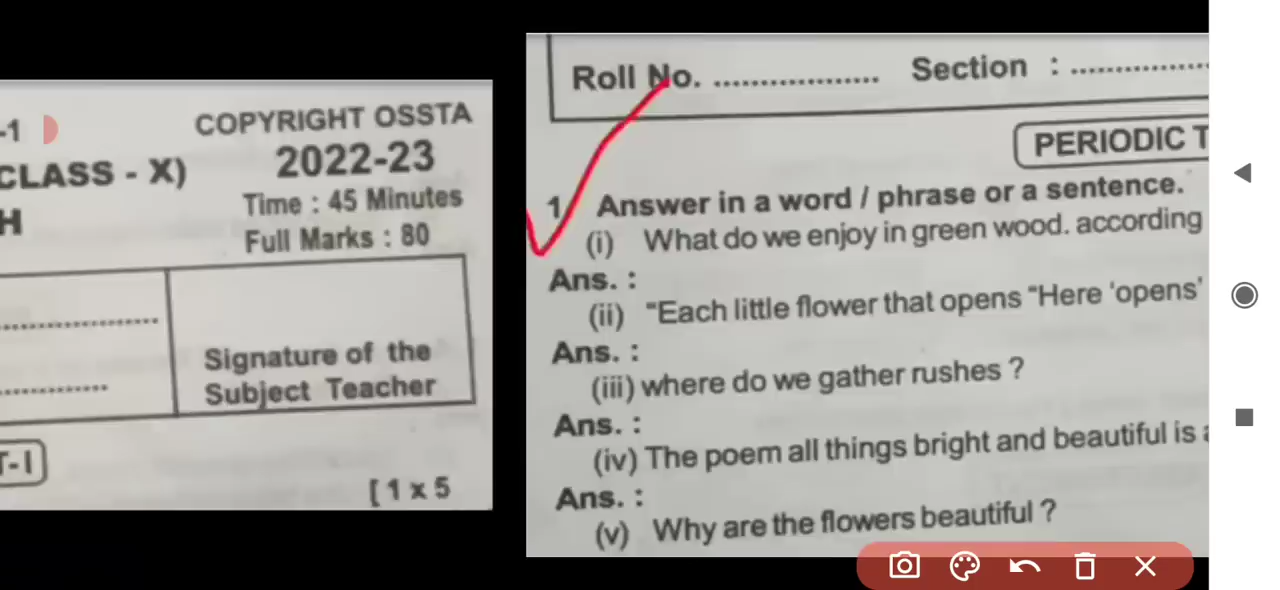 -1
COPYRIGHT OSSTA
CLASS - X) 2022-23
H
Time : 45 Minutes
Full Marks : 80
Signature of the
Subject Teacher
T-I
[ 1 x 5
Roll No. .................. Section : ...............
PERIODIC T
1 Answer in a word / phrase or a sentence.
(i) What do we enjoy in green wood. according
Ans. :
(ii) "Each little flower that opens "Here 'opens'
Ans. :
(iii) where do we gather rushes ?
Ans. :
(iv) The poem all things bright and beautiful is
Ans. :
(v) Why are the flowers beautiful ?